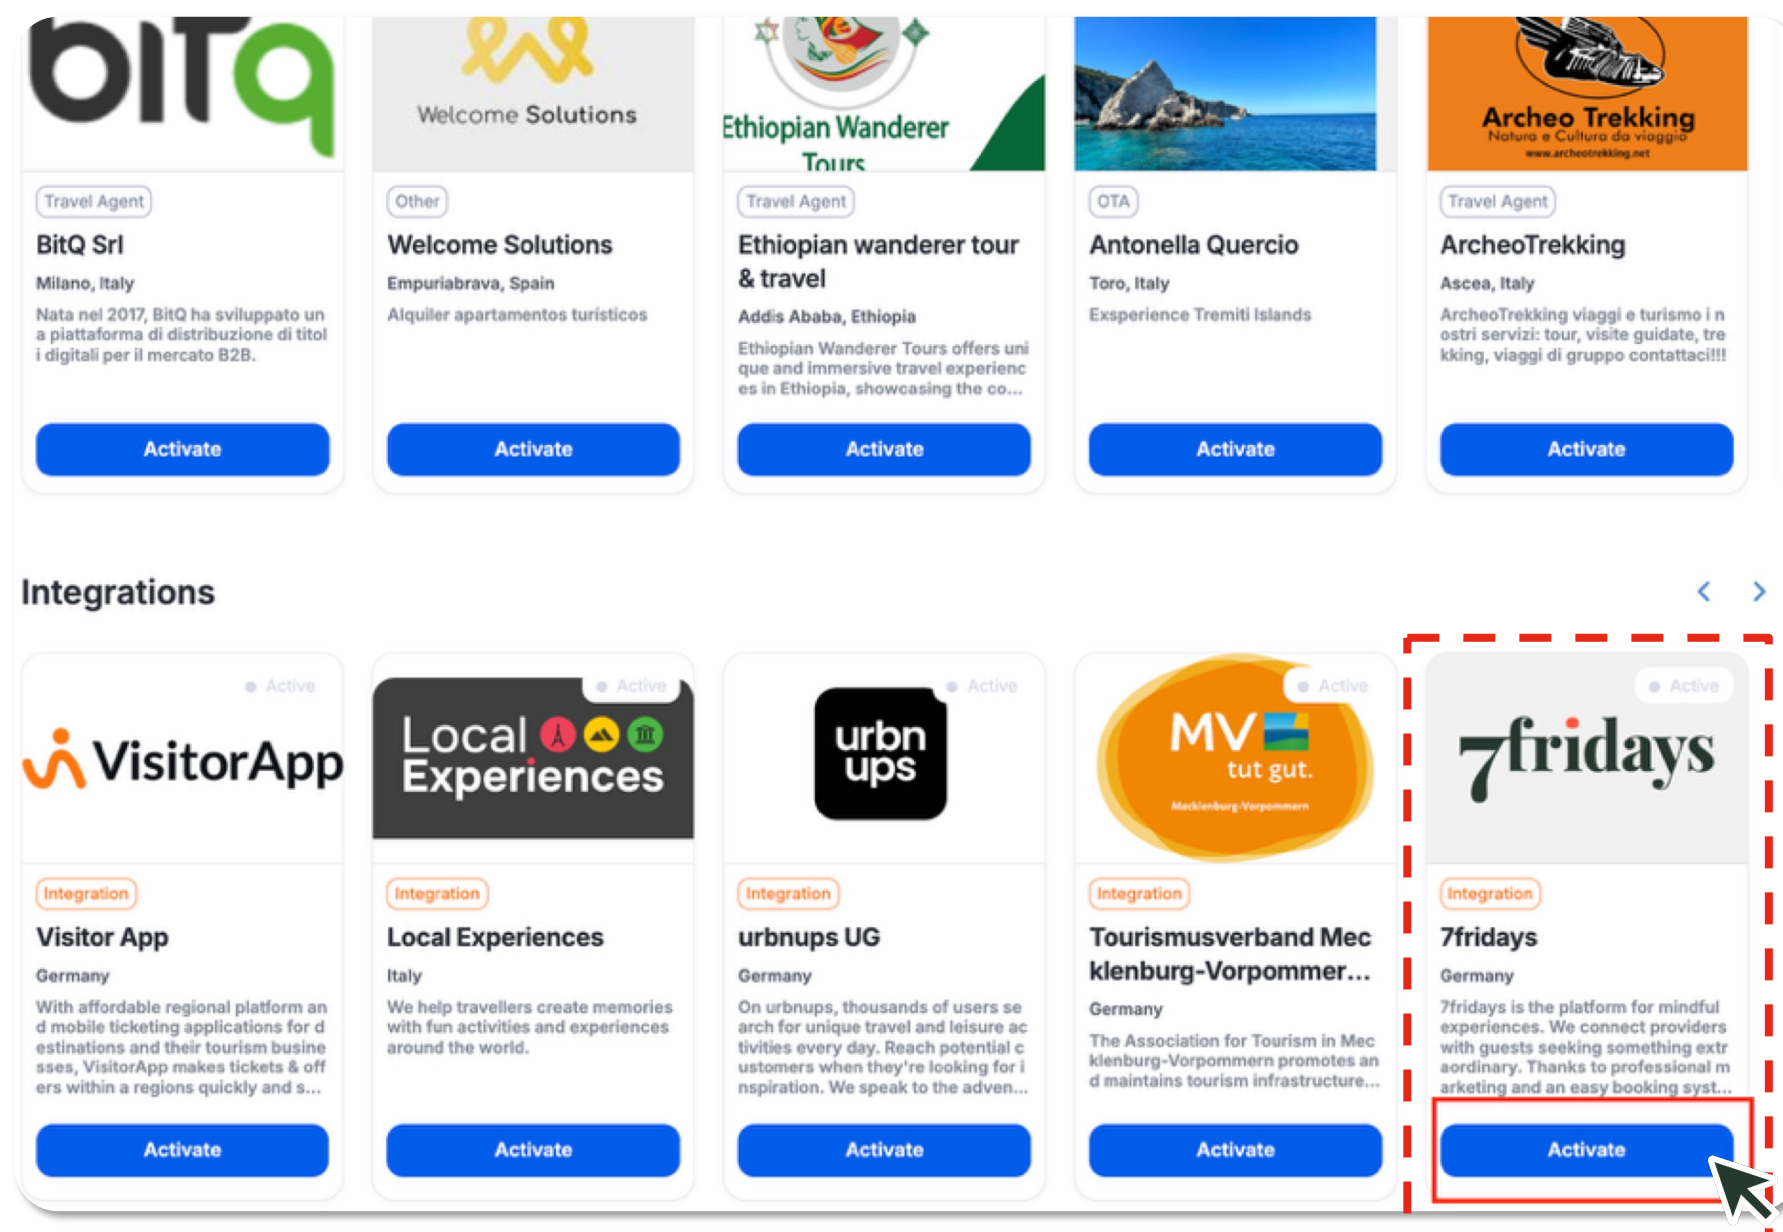 bitq
Welcome Solutions
Ethiopian Wanderer
Tours
Archeo Trekking
Natura e Cultura da viaggio
www.archeotrekking.net
Travel Agent
BitQ Srl
Milano, Italy
Nata nel 2017, BitQ ha sviluppato un
a piattaforma di distribuzione di titol
i digitali per il mercato B2B.
Activate
Other
Welcome Solutions
Empuriabrava, Spain
Alquiler apartamentos turísticos
Activate
Travel Agent
Ethiopian wanderer tour
& travel
Addis Ababa, Ethiopia
Ethiopian Wanderer Tours offers uni
que and immersive travel experienc
es in Ethiopia, showcasing the co...
Activate
OTA
Antonella Quercio
Toro, Italy
Exsperience Tremiti Islands
Activate
Travel Agent
ArcheoTrekking
Ascea, Italy
ArcheoTrekking viaggi e turismo i n
ostri servizi: tour, visite guidate, tre
kking, viaggi di gruppo contattaci!!!
Activate
Integrations
Active
VisitorApp
Integration
Visitor App
Germany
With affordable regional platform an
d mobile ticketing applications for d
estinations and their tourism busine
sses, VisitorApp makes tickets & off
ers within a regions quickly and s...
Activate
Active
Local
Experiences
Integration
Local Experiences
Italy
We help travellers create memories
with fun activities and experiences
around the world.
Activate
Active
urbn
ups
Integration
urbnups UG
Germany
On urbnups, thousands of users se
arch for unique travel and leisure ac
tivities every day. Reach potential c
ustomers when they're looking for i
nspiration. We speak to the adven...
Activate
Active
MV
tut gut.
Mecklenburg-Vorpommern
Integration
Tourismusverband Mec
klenburg-Vorpommer...
Germany
The Association for Tourism in Mec
klenburg-Vorpommern promotes an
d maintains tourism infrastructure...
Activate
Active
7fridays
Integration
7fridays
Germany
7fridays is the platform for mindful
experiences. We connect providers
with guests seeking something extr
aordinary. Thanks to professional m
arketing and an easy booking syst...
Activate